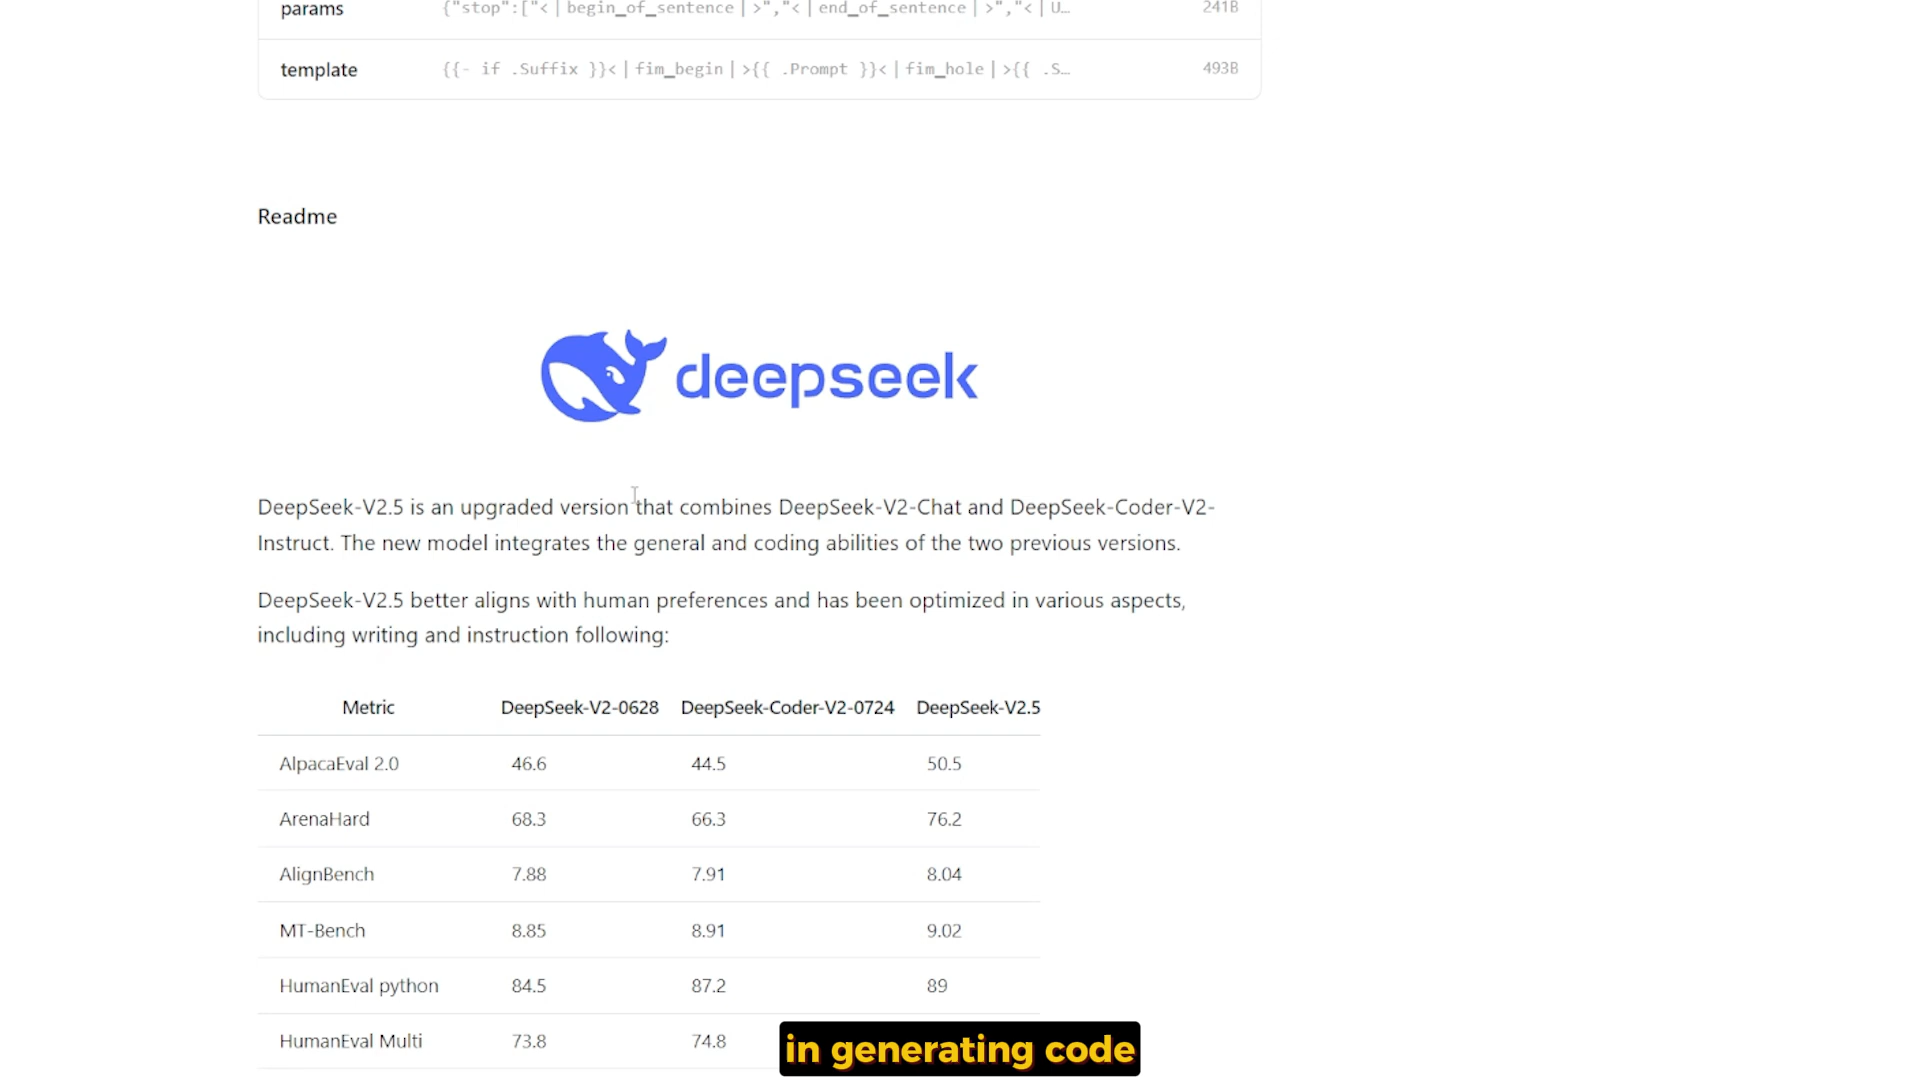 params {"stop":["<|begin_of_sentence|>","<|end_of_sentence|>","<|U… 241B
template {{- if .Suffix }}<|fim_begin|>{{ .Prompt }}<|fim_hole|>{{ .S… 493B
Readme
deepseek
DeepSeek-V2.5 is an upgraded version that combines DeepSeek-V2-Chat and DeepSeek-Coder-V2-
Instruct. The new model integrates the general and coding abilities of the two previous versions.
DeepSeek-V2.5 better aligns with human preferences and has been optimized in various aspects,
including writing and instruction following:
Metric DeepSeek-V2-0628 DeepSeek-Coder-V2-0724 DeepSeek-V2.5
AlpacaEval 2.0 46.6 44.5 50.5
ArenaHard 68.3 66.3 76.2
AlignBench 7.88 7.91 8.04
MT-Bench 8.85 8.91 9.02
HumanEval python 84.5 87.2 89
HumanEval Multi 73.8 74.8
in generating code